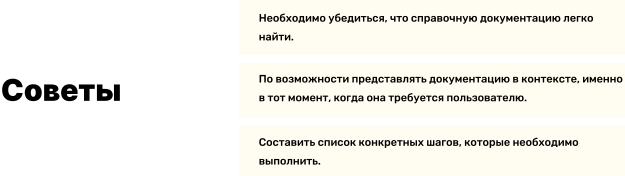 Необходимо убедиться, что справочную документацию легко
найти.
Советы
По возможности представлять документацию в контексте, именно
в тот момент, когда она требуется пользователю.
Составить список конкретных шагов, которые необходимо
выполнить.